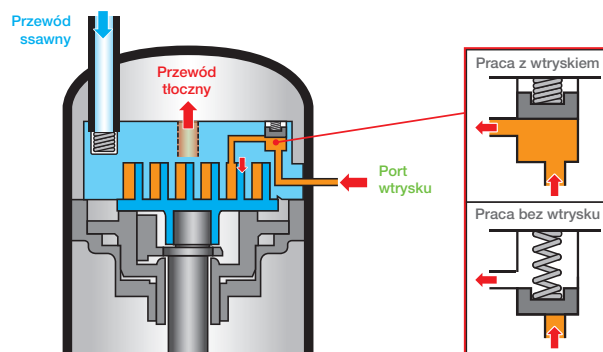 Przewód
ssawny
Przewód
tłoczny
Port
wtrysku
Praca z wtryskiem
Praca bez wtrysku